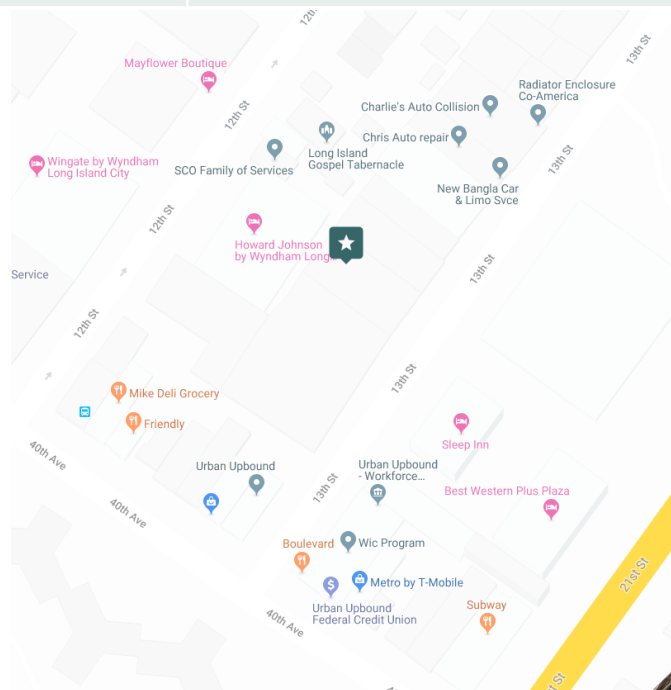 12th
13th St
Mayflower Boutique
Radiator Enclosure
Co-America
Charlie's Auto Collision
12th St
Chris Auto repair
Long Island
Gospel Tabernacle
Wingate by Wyndham
Long Island City
SCO Family of Services
13th St
New Bangla Car
& Limo Svce
12th St
Howard Johnson
by Wyndham Long
Service
13th St
12th St
13th St
Mike Deli Grocery
Friendly
Sleep Inn
40th Ave
Urban Upbound
Urban Upbound
- Workforce...
13th St
Best Western Plus Plaza
40th Ave
Boulevard
Wic Program
21st St
Metro by T-Mobile
Urban Upbound
Federal Credit Union
Subway
40th Ave
St